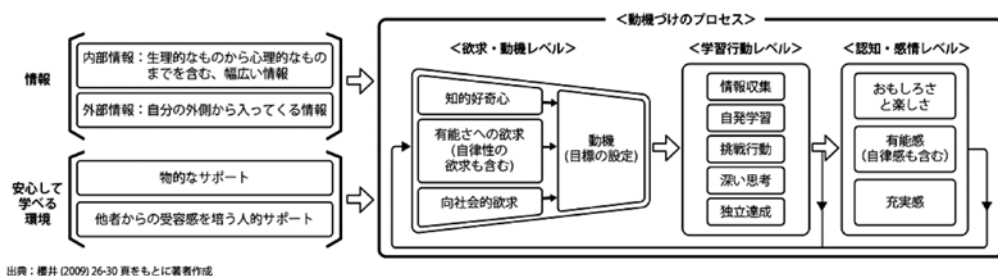 ＜動機づけのプロセス＞
情報
内部情報：生理的なものから心理的なもの
までを含む、幅広い情報
外部情報：自分の外側から入ってくる情報
安心して
学べる
環境
物的なサポート
他者からの受容感を培う人的サポート
＜欲求・動機レベル＞
知的好奇心
有能さへの欲求
(自律性の
欲求も含む)
向社会的欲求
動機
(目標の設定)
＜学習行動レベル＞
情報収集
自発学習
挑戦行動
深い思考
独立達成
＜認知・感情レベル＞
おもしろさ
と楽しさ
有能感
(自律感も含む)
充実感
出典：櫻井 (2009) 26-30 頁をもとに著者作成